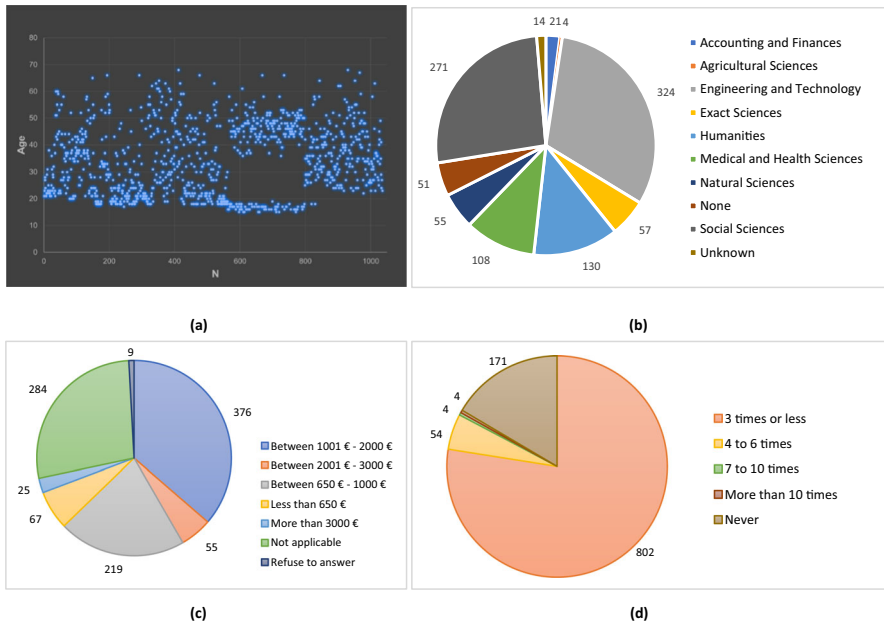 80
70
60
50
40
30
20
10
0
Age
0 200 400 600 800 1000
N
(a)
14 21 4
324
57
130
108
55
51
271
Accounting and Finances
Agricultural Sciences
Engineering and Technology
Exact Sciences
Humanities
Medical and Health Sciences
Natural Sciences
None
Social Sciences
Unknown
(b)
9
376
55
219
67
25
284
Between 1001 € - 2000 €
Between 2001 € - 3000 €
Between 650 € - 1000 €
Less than 650 €
More than 3000 €
Not applicable
Refuse to answer
(c)
171
4
4
54
802
3 times or less
4 to 6 times
7 to 10 times
More than 10 times
Never
(d)